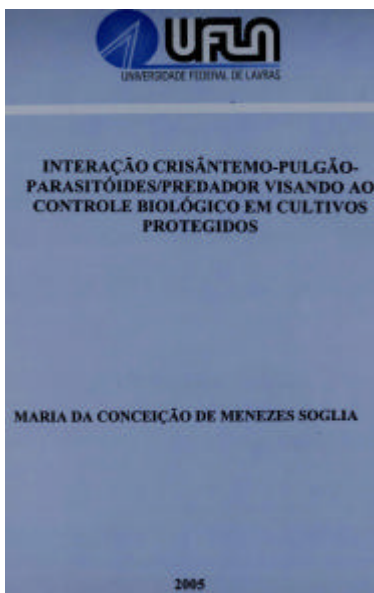 UFLA
UNIVERSIDADE FEDERAL DE LAVRAS
INTERAÇÃO CRISÂNTEMO-PULGÃO-
PARASITÓIDES/PREDADOR VISANDO AO
CONTROLE BIOLÓGICO EM CULTIVOS
PROTEGIDOS
MARIA DA CONCEIÇÃO DE MENEZES SOGLIA
2005